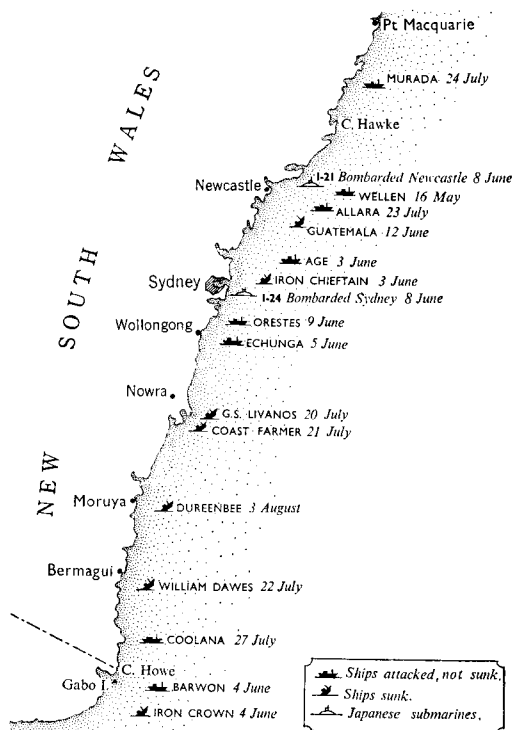 Pt Macquarie
MURADA 24 July
C. Hawke
I-21 Bombarded Newcastle 8 June
Newcastle
WELLEN 16 May
ALLARA 23 July
GUATEMALA 12 June
AGE 3 June
Sydney
IRON CHIEFTAIN 3 June
I-24 Bombarded Sydney 8 June
ORESTES 9 June
Wollongong
ECHUNGA 5 June
Nowra
G.S. LIVANOS 20 July
COAST FARMER 21 July
Moruya
DUREENBEE 3 August
Bermagui
WILLIAM DAWES 22 July
COOLANA 27 July
C. Howe
Gabo I.
BARWON 4 June
IRON CROWN 4 June
NEW SOUTH WALES
Ships attacked, not sunk.
Ships sunk.
Japanese submarines.